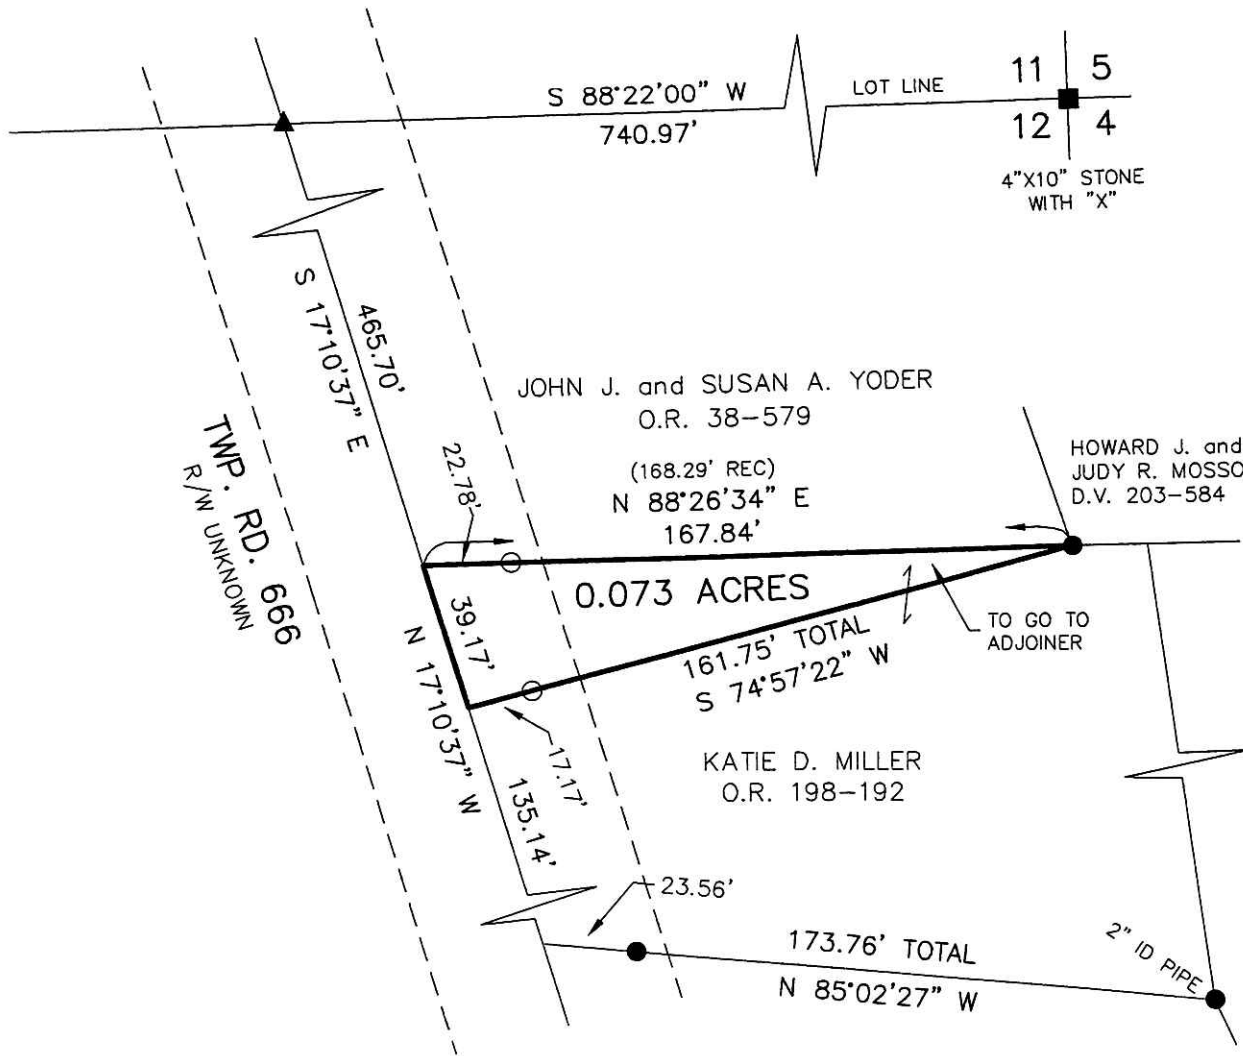 S 88°22'00" W
740.97'
LOT LINE
11 5
12 4
4"X10" STONE
WITH "X"
S 17°10'37" E
465.70'
TWP. RD. 666
R/W UNKNOWN
JOHN J. and SUSAN A. YODER
O.R. 38-579
(168.29' REC)
N 88°26'34" E
167.84'
22.78'
HOWARD J. and
JUDY R. MOSSO
D.V. 203-584
0.073 ACRES
39.17'
N 17°10'37" W
161.75' TOTAL
S 74°57'22" W
TO GO TO
ADJOINER
17.17'
135.14'
KATIE D. MILLER
O.R. 198-192
23.56'
173.76' TOTAL
N 85°02'27" W
2" ID PIPE